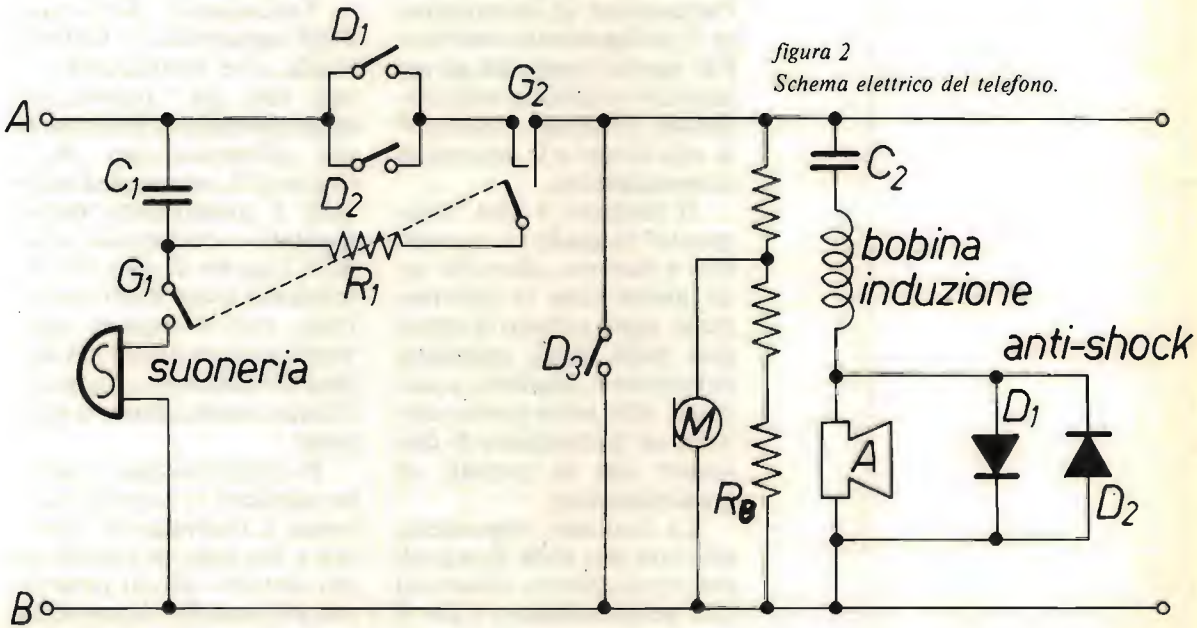 figura 2
Schema elettrico del telefono.
D1
G2
A
D2
C1
C2
R1
G1
bobina
induzione
suoneria
D3
anti-shock
M
A
D1
R8
D2
S
B